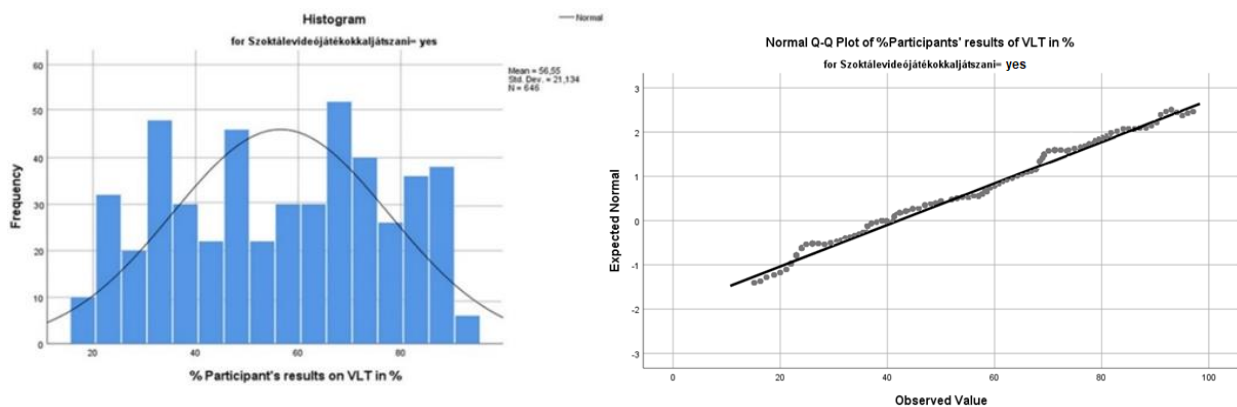 Histogram
Normal
for Szoktálevideójátékokkaljátszani= yes
Mean = 56,55
Std. Dev. = 21,134
N = 646
60
50
40
30
20
10
0
Frequency
20 40 60 80
% Participant's results on VLT in %
Normal Q-Q Plot of %Participants' results of VLT in %
for Szoktálevideójátékokkaljátszani= yes
2
1
0
-1
-2
-3
Expected Normal
0 20 40 60 80 100
Observed Value